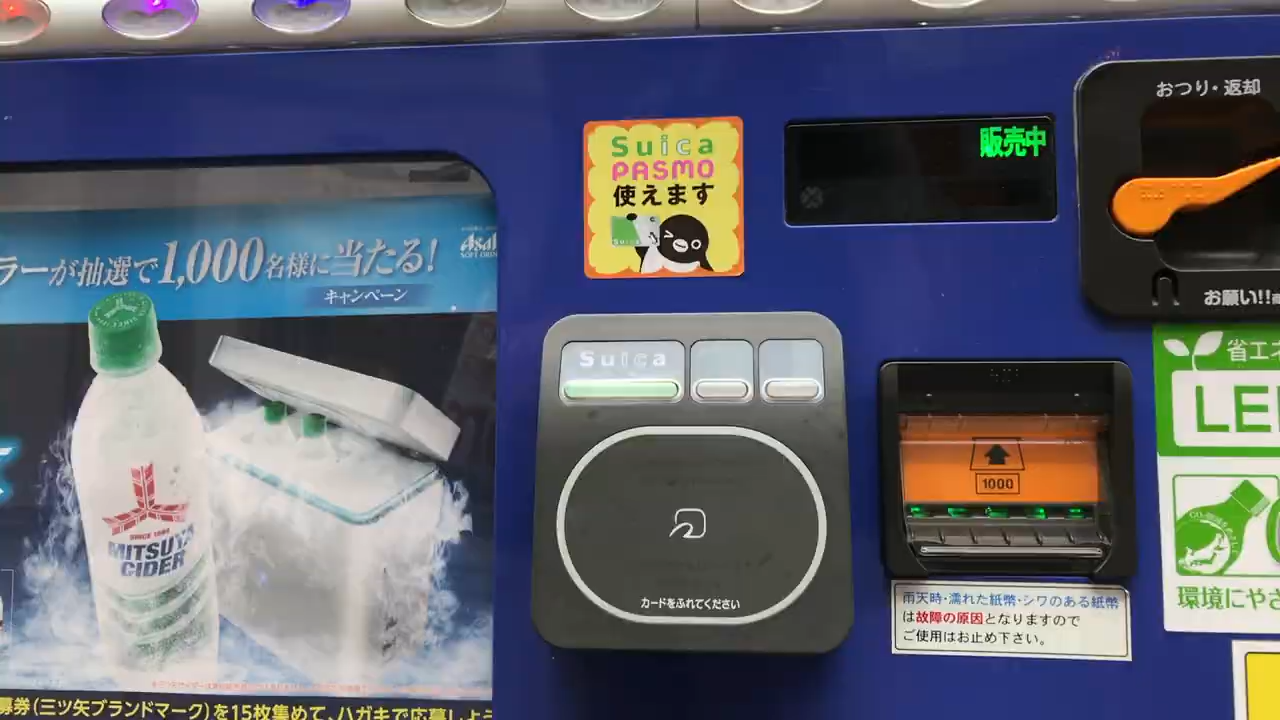 Suica
PASMO
使えます
Suica
販売中
おつり・返却
お願い!!
ラーが抽選で1,000名様に当たる!
キャンペーン
Asahi
SOFT DRINKS
SINCE 1884
MITSUYA
CIDER
Suica
カードをふれてください
1000
雨天時・濡れた紙幣・シワのある紙幣
は故障の原因となりますので
ご使用はお止め下さい。
省エネ
LE
環境にやさ
募券(三ツ矢ブランドマーク)を15枚集めて、ハガキで応募しよう